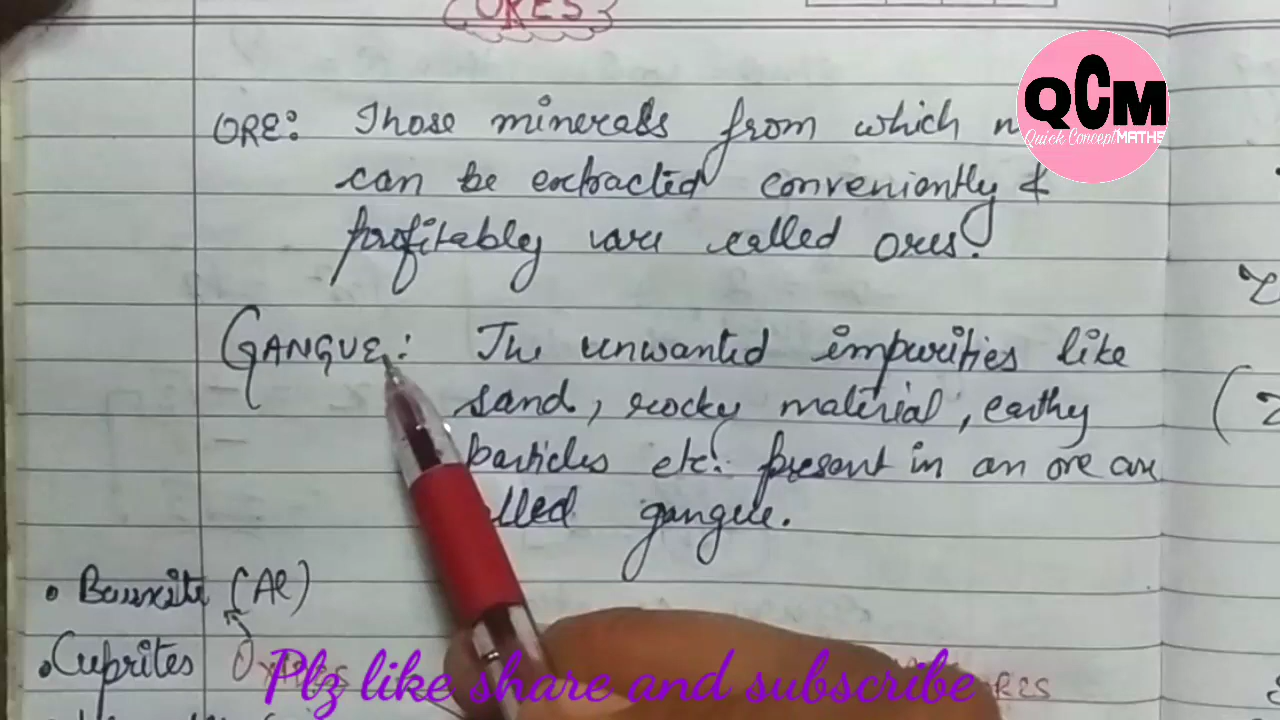 ORES
ORE: Those minerals from which
can be extracted conveniently &
profitably are called ores.
GANGUE: The unwanted impurities like
sand, rocky material, earthy
particles etc. present in an ore are
lled gangue.
• Bauxite (Al)
• Cuprites
QCM
Quick Concept MATHS
Plz like share and subscribe
RES